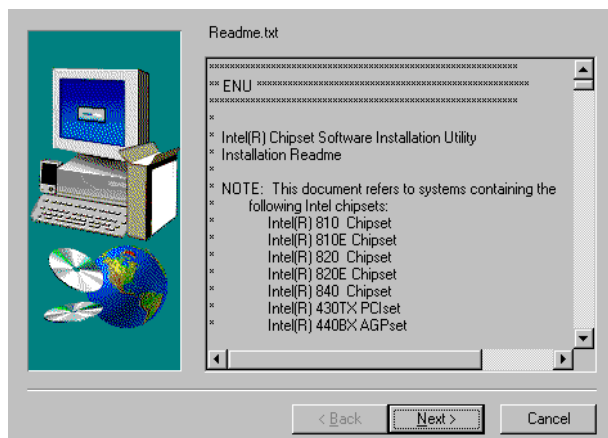 Readme.txt
**************************************************************
** ENU ******************************************************
**************************************************************
*
* Intel(R) Chipset Software Installation Utility
* Installation Readme
*
* NOTE:  This document refers to systems containing the
*      following Intel chipsets:
*          Intel(R) 810  Chipset
*          Intel(R) 810E Chipset
*          Intel(R) 820  Chipset
*          Intel(R) 820E Chipset
*          Intel(R) 840  Chipset
*          Intel(R) 430TX PCIset
*          Intel(R) 440BX AGPset
< Back Next > Cancel